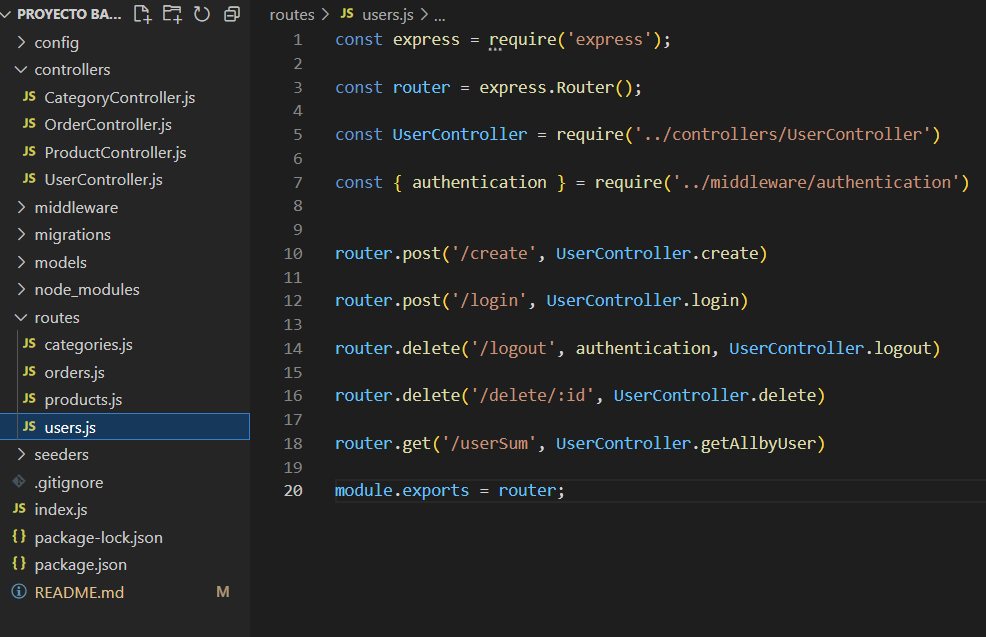 PROYECTO BA...
config
controllers
JS CategoryController.js
JS OrderController.js
JS ProductController.js
JS UserController.js
middleware
migrations
models
node_modules
routes
JS categories.js
JS orders.js
JS products.js
JS users.js
seeders
.gitignore
JS index.js
{} package-lock.json
{} package.json
README.md M
routes > JS users.js > ...
1 const express = require('express');
2
3 const router = express.Router();
4
5 const UserController = require('../controllers/UserController')
6
7 const { authentication } = require('../middleware/authentication')
8
9
10 router.post('/create', UserController.create)
11
12 router.post('/login', UserController.login)
13
14 router.delete('/logout', authentication, UserController.logout)
15
16 router.delete('/delete/:id', UserController.delete)
17
18 router.get('/userSum', UserController.getAllbyUser)
19
20 module.exports = router;